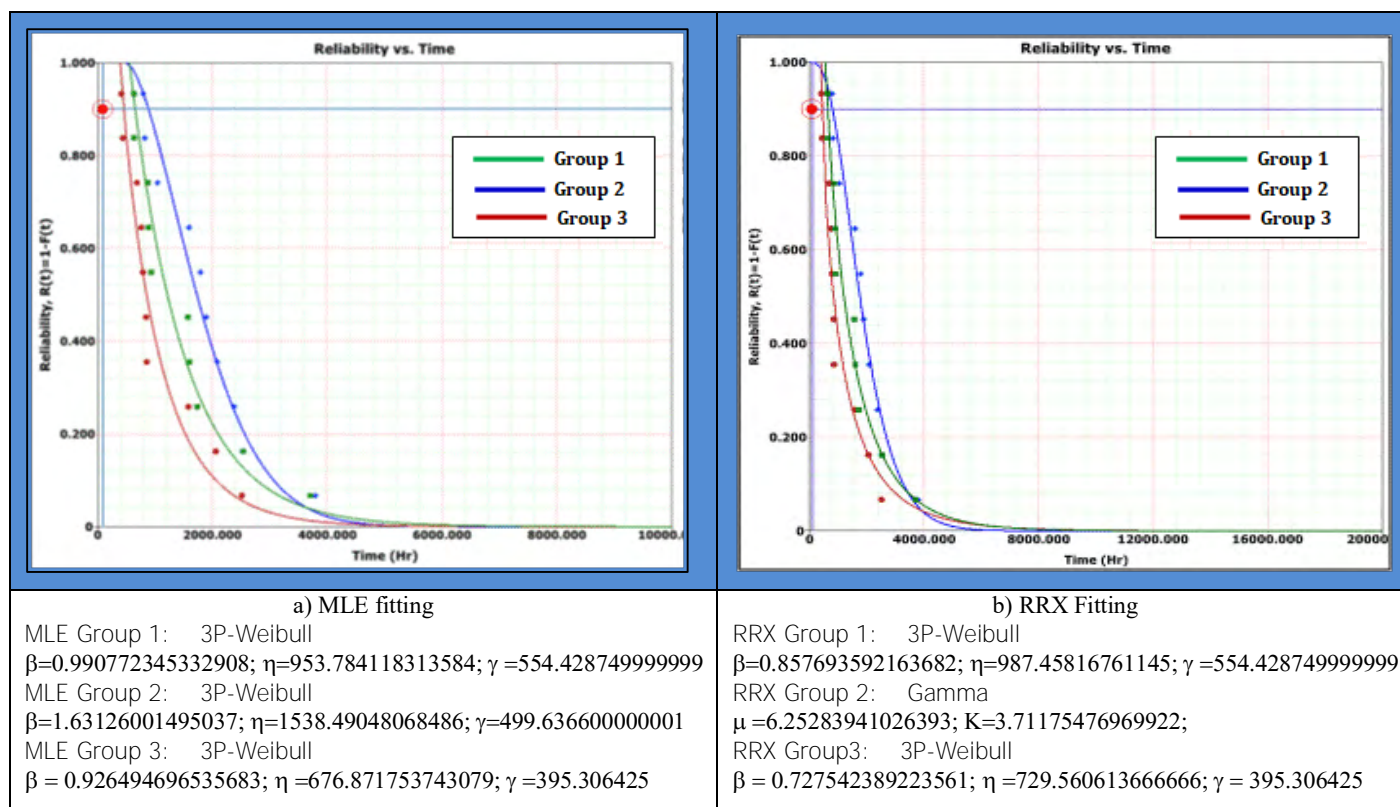 Reliability vs. Time
1.000
0.800
0.600
0.400
0.200
0
Reliability, R(t)=1-F(t)
Group 1
Group 2
Group 3
0 2000.000 4000.000 6000.000 8000.000 10000.0
Time (Hr)
Reliability vs. Time
1.000
0.800
0.600
0.400
0.200
0
Reliability, R(t)=1-F(t)
Group 1
Group 2
Group 3
0 4000.000 8000.000 12000.000 16000.000 20000
Time (Hr)
a) MLE fitting
MLE Group 1: 3P-Weibull
β=0.990772345332908; η=953.784118313584; γ =554.428749999999
MLE Group 2: 3P-Weibull
β=1.63126001495037; η=1538.49048068486; γ=499.636600000001
MLE Group 3: 3P-Weibull
β = 0.926494696535683; η =676.871753743079; γ = 395.306425
b) RRX Fitting
RRX Group 1: 3P-Weibull
β=0.857693592163682; η=987.45816761145; γ =554.428749999999
RRX Group 2: Gamma
μ =6.25283941026393; K=3.71175476969922;
RRX Group3: 3P-Weibull
β = 0.727542389223561; η =729.560613666666; γ = 395.306425